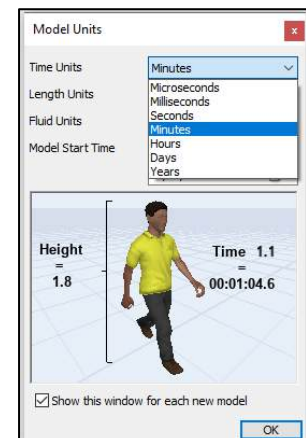 Model Units
x
Time Units
Minutes
Microseconds
Milliseconds
Seconds
Minutes
Hours
Days
Years
Length Units
Fluid Units
Model Start Time
Height
=
1.8
Time 1.1
=
00:01:04.6
Show this window for each new model
OK